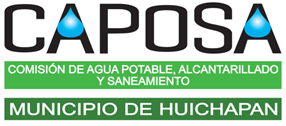 CAPOSA
COMISIÓN DE AGUA POTABLE, ALCANTARILLADO
Y SANEAMIENTO
MUNICIPIO DE HUICHAPAN